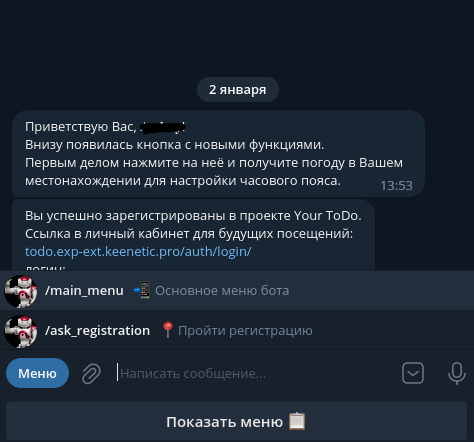 2 января
Приветствую Вас,
Внизу появилась кнопка с новыми функциями.
Первым делом нажмите на неё и получите погоду в Вашем
местонахождении для настройки часового пояса.
13:53
Вы успешно зарегистрированы в проекте Your ToDo.
Ссылка в личный кабинет для будущих посещений:
todo.exp-ext.keenetic.pro/auth/login/
логин:
/main_menu 📲 Основное меню бота
/ask_registration 📍 Пройти регистрацию
Меню
Написать сообщение...
Показать меню 📋